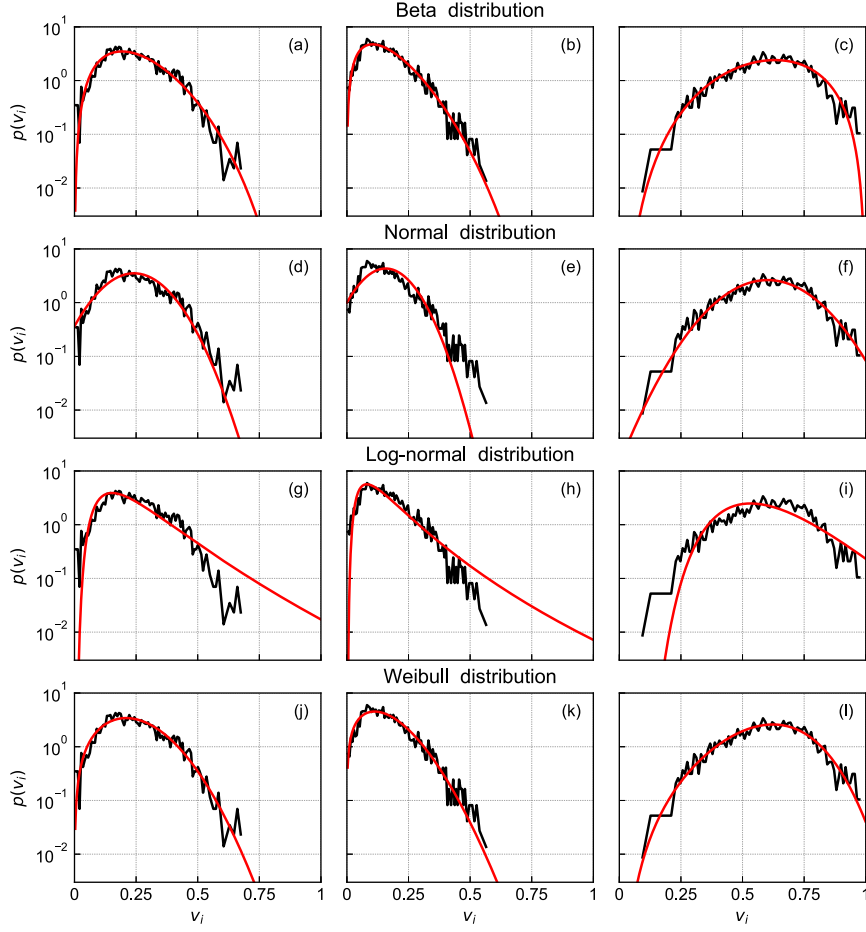 Beta distribution
10^1
(a) (b) (c)
10^0
p(v_i)
10^-1
10^-2
Normal distribution
10^1
(d) (e) (f)
10^0
p(v_i)
10^-1
10^-2
Log-normal distribution
10^1
(g) (h) (i)
10^0
p(v_i)
10^-1
10^-2
Weibull distribution
10^1
(j) (k) (l)
10^0
p(v_i)
10^-1
10^-2
0 0.25 0.5 0.75 1 0 0.25 0.5 0.75 1 0.25 0.5 0.75 1
v_i v_i v_i